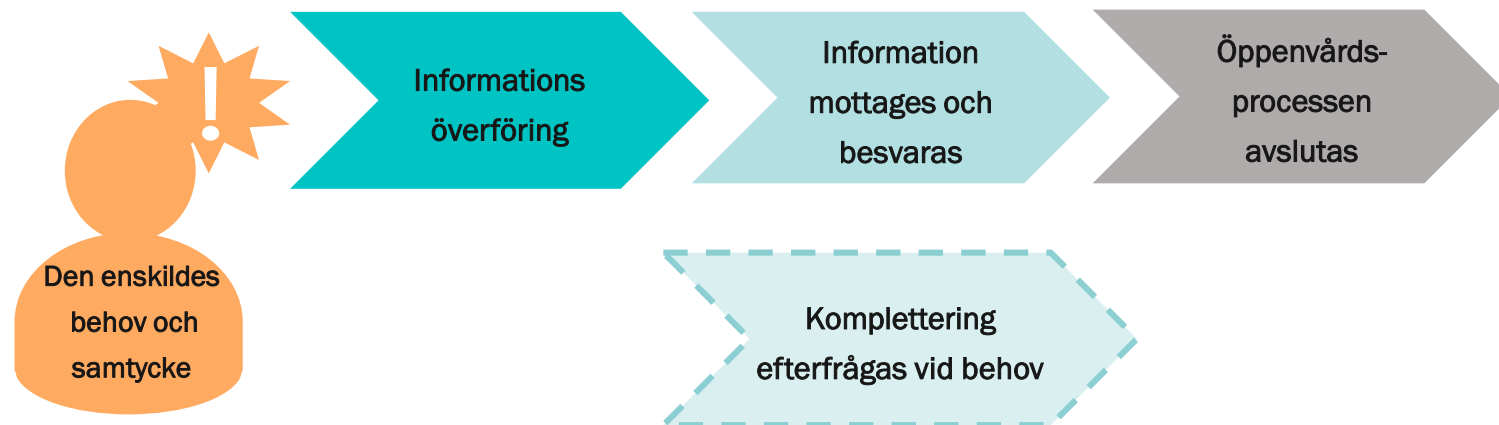 !
Den enskildes
behov och
samtycke
Informations
överföring
Information
mottages och
besvaras
Öppenvårds-
processen
avslutas
Komplettering
efterfrågas vid behov